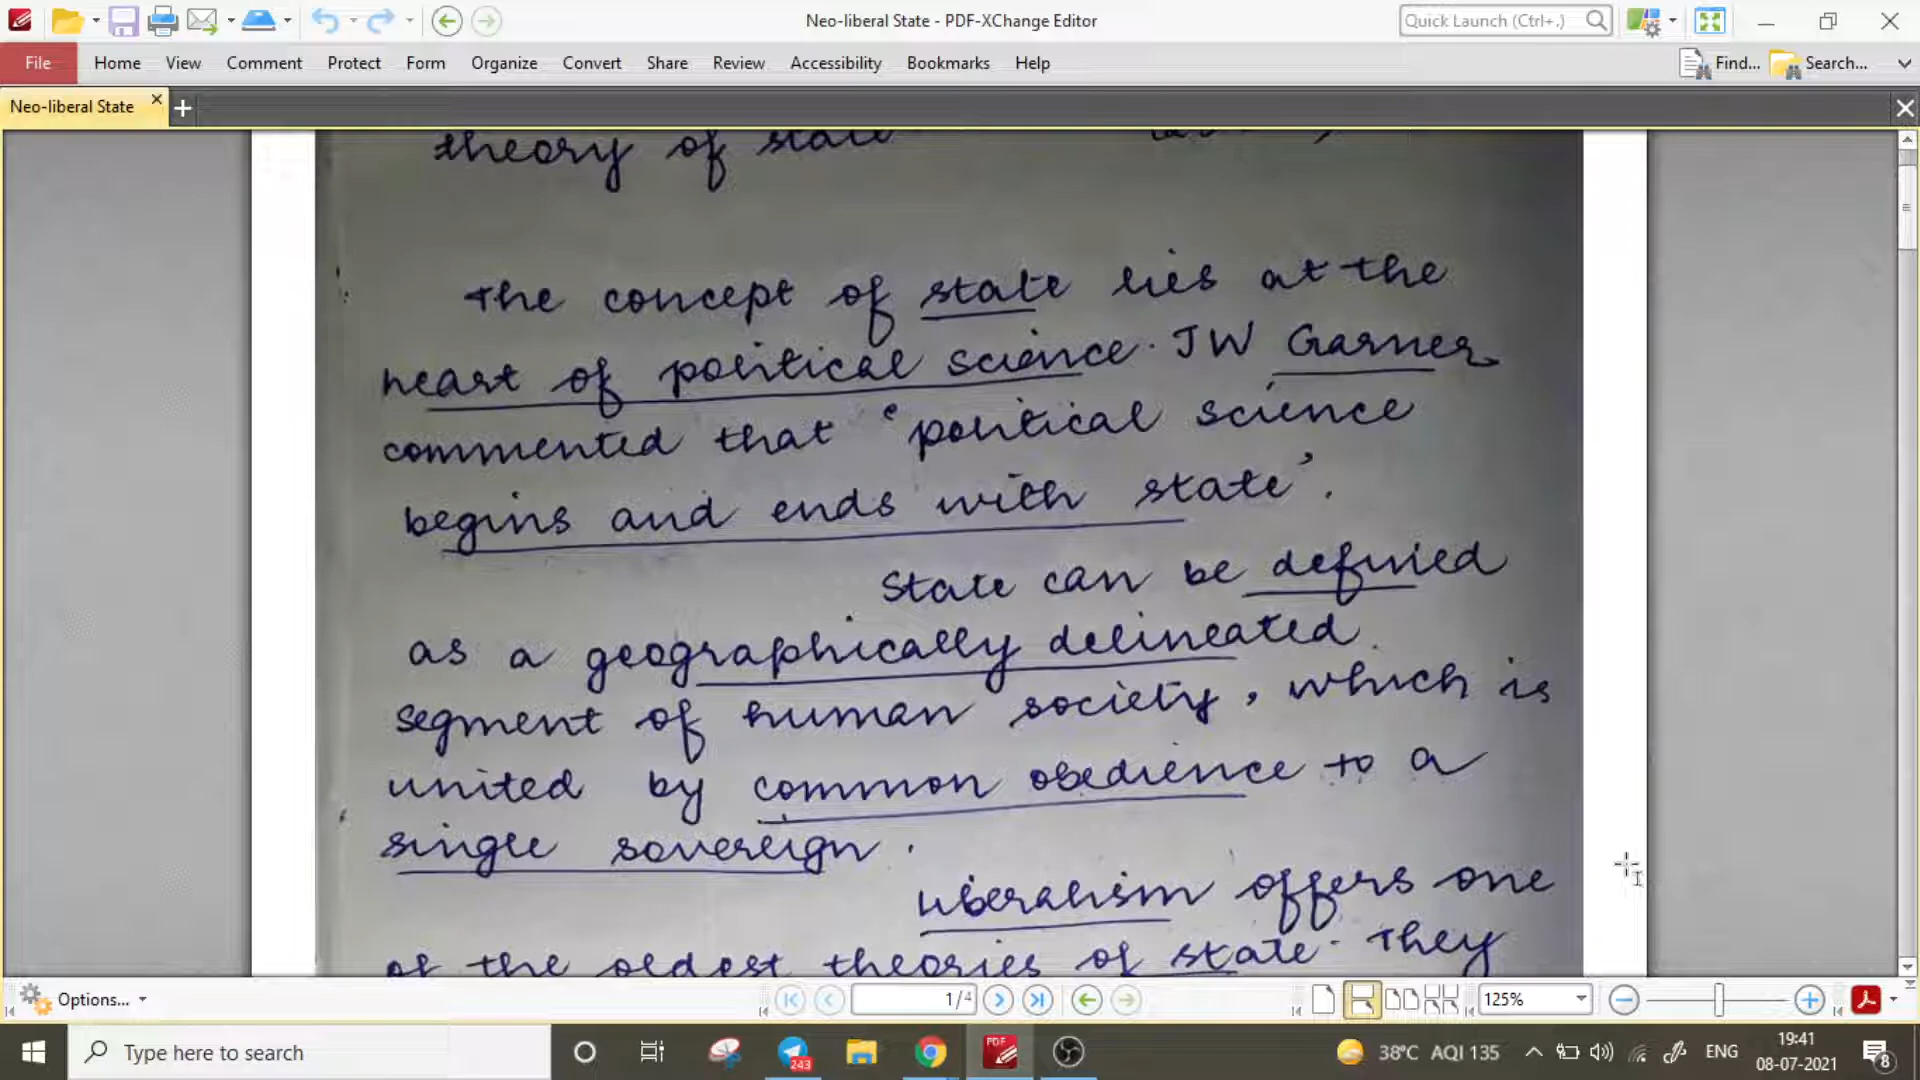 Neo-liberal State - PDF-XChange Editor
Quick Launch (Ctrl+.)
File Home View Comment Protect Form Organize Convert Share Review Accessibility Bookmarks Help Find... Search...
Neo-liberal State
theory of state
The concept of state lies at the
heart of political science. JW Garner
commented that 'political science
begins and ends with state'.
State can be defined
as a geographically delineated
segment of human society, which is
united by common obedience to a
single sovereign.
Liberalism offers one
of the oldest theories of state. They
Options... 1/4 125%
Type here to search 243 PDF 38°C AQI 135 ENG 19:41
08-07-2021 8